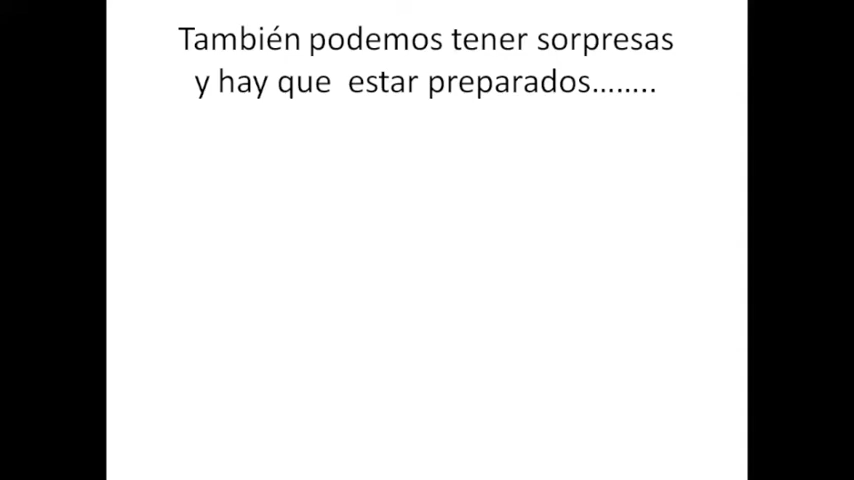 También podemos tener sorpresas
y hay que  estar preparados……..